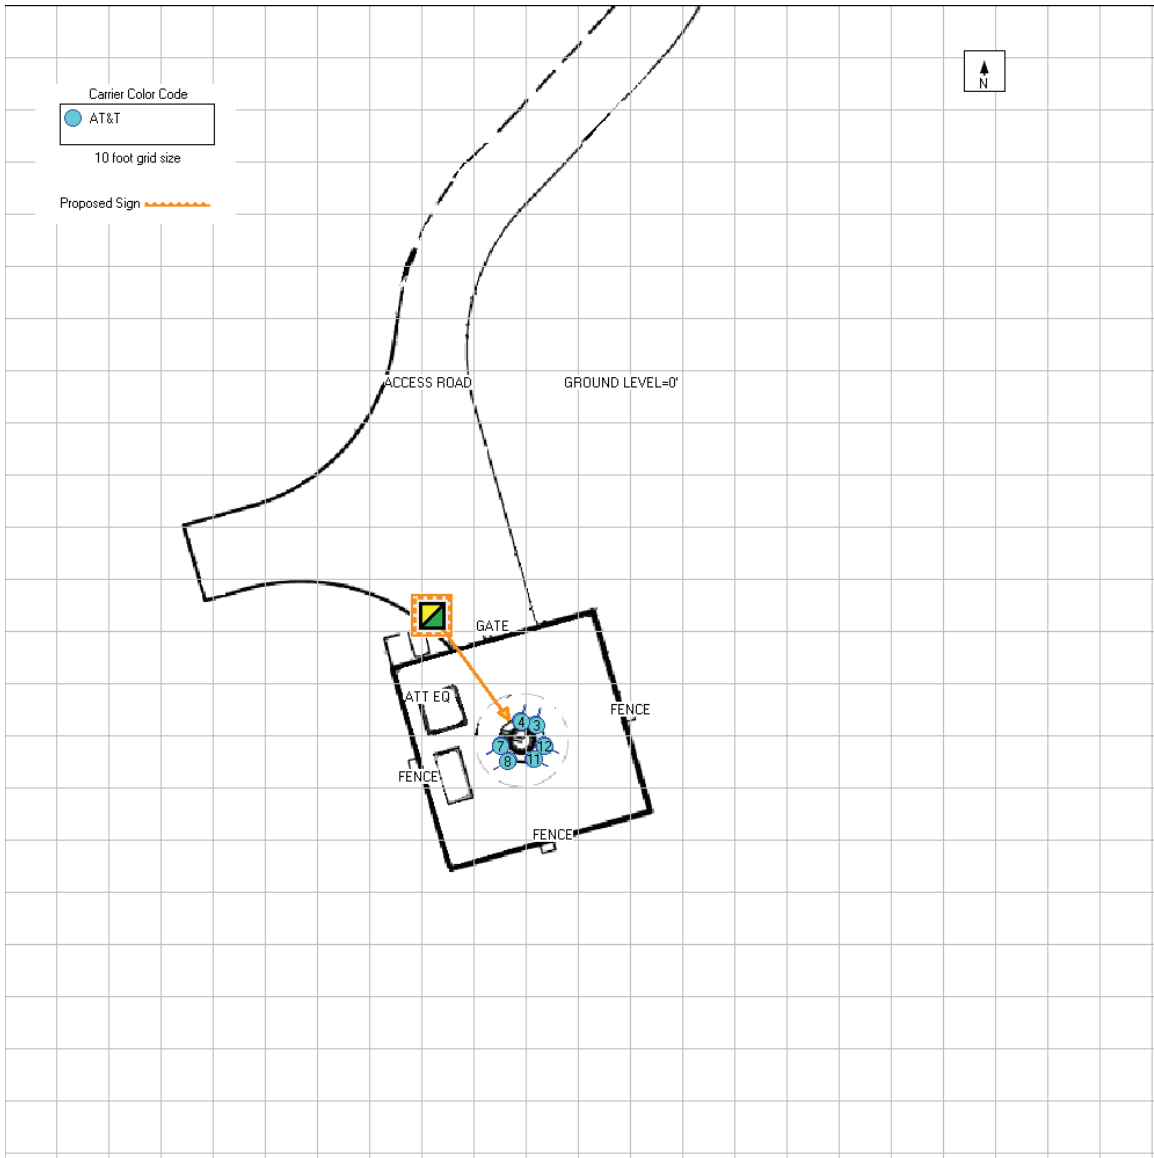 N
Carrier Color Code
AT&T
10 foot grid size
Proposed Sign
ACCESS ROAD
GROUND LEVEL=0'
GATE
ATT EQ
FENCE
4
3
7
12
8
11
FENCE
FENCE